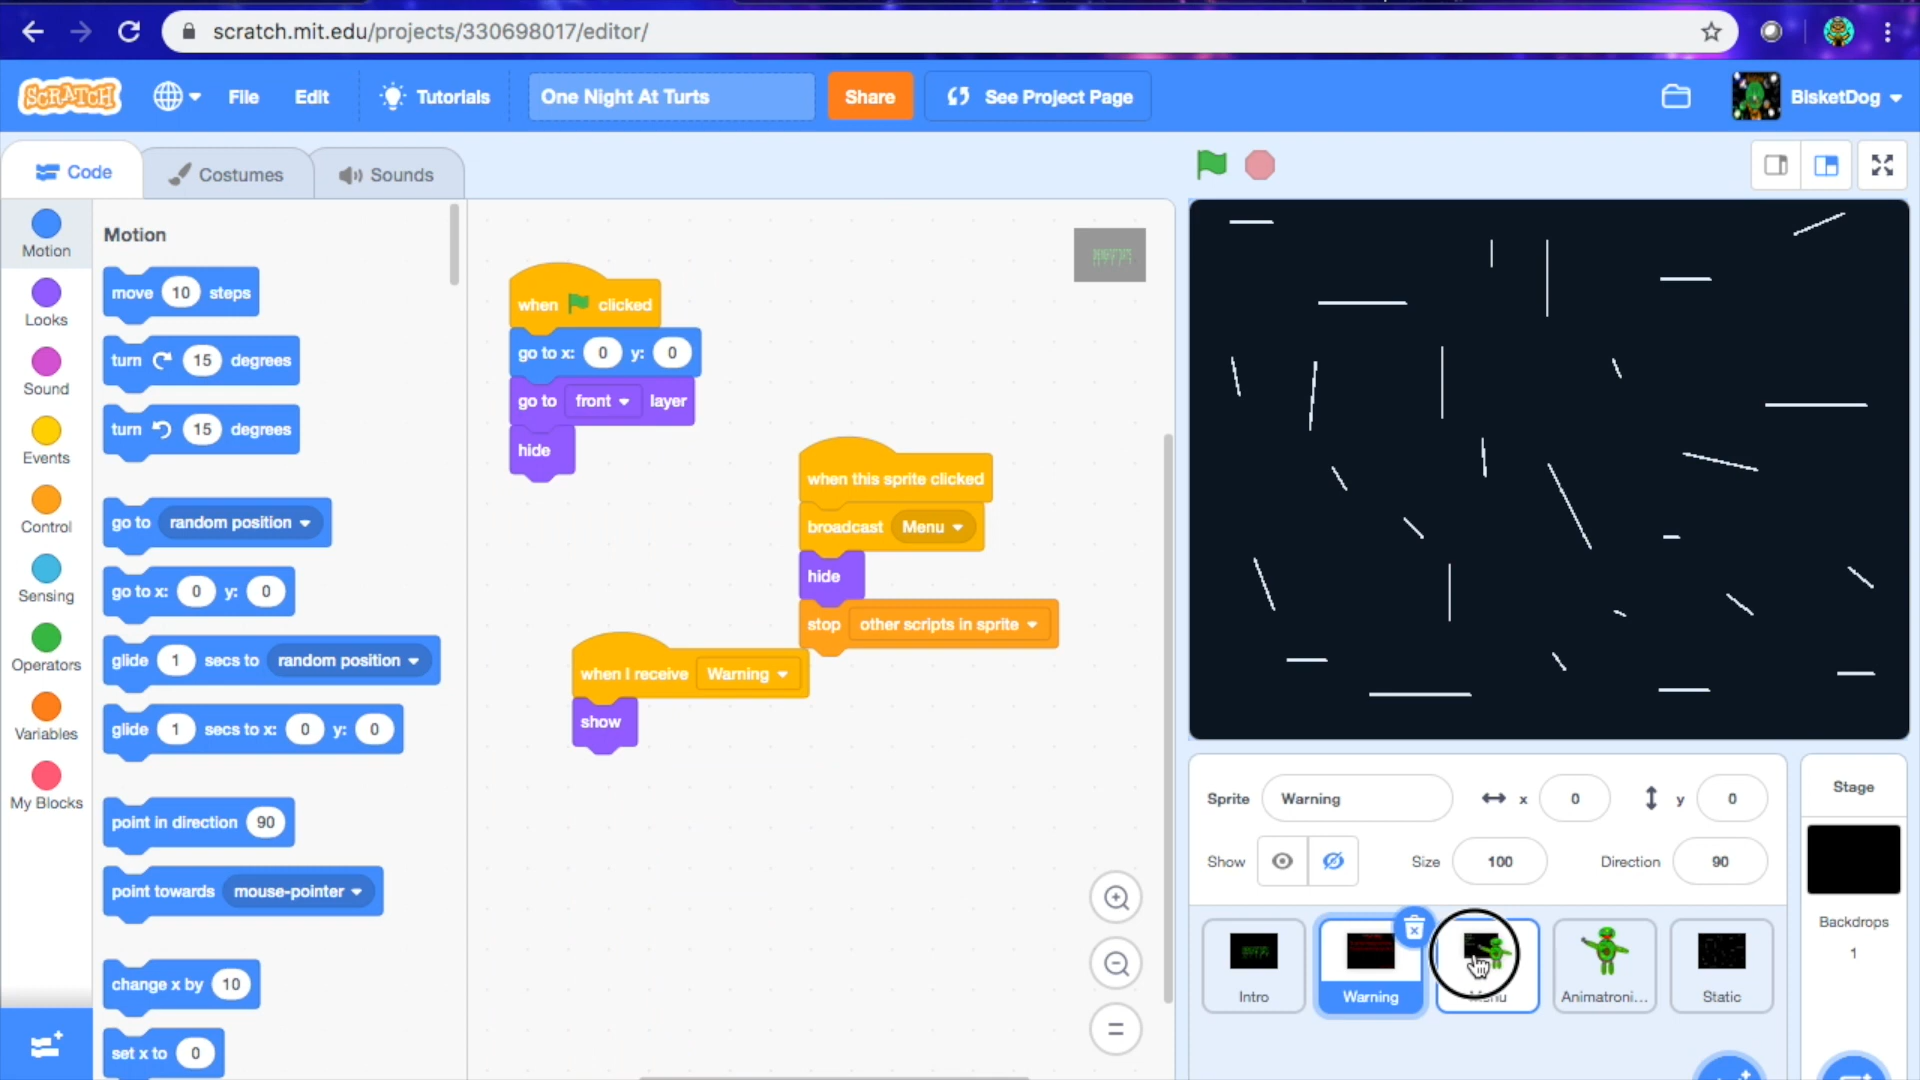 scratch.mit.edu/projects/330698017/editor/
SCRATCH
File
Edit
Tutorials
One Night At Turts
Share
See Project Page
BisketDog
Code
Costumes
Sounds
Motion
Looks
Sound
Events
Control
Sensing
Operators
Variables
My Blocks
Motion
move 10 steps
turn 15 degrees
turn 15 degrees
go to random position
go to x: 0 y: 0
glide 1 secs to random position
glide 1 secs to x: 0 y: 0
point in direction 90
point towards mouse-pointer
change x by 10
set x to 0
when clicked
go to x: 0 y: 0
go to front layer
hide
when this sprite clicked
broadcast Menu
hide
stop other scripts in sprite
when I receive Warning
show
Sprite Warning x 0 y 0
Show Size 100 Direction 90
Intro
Warning
Animatroni...
Static
Stage
Backdrops
1